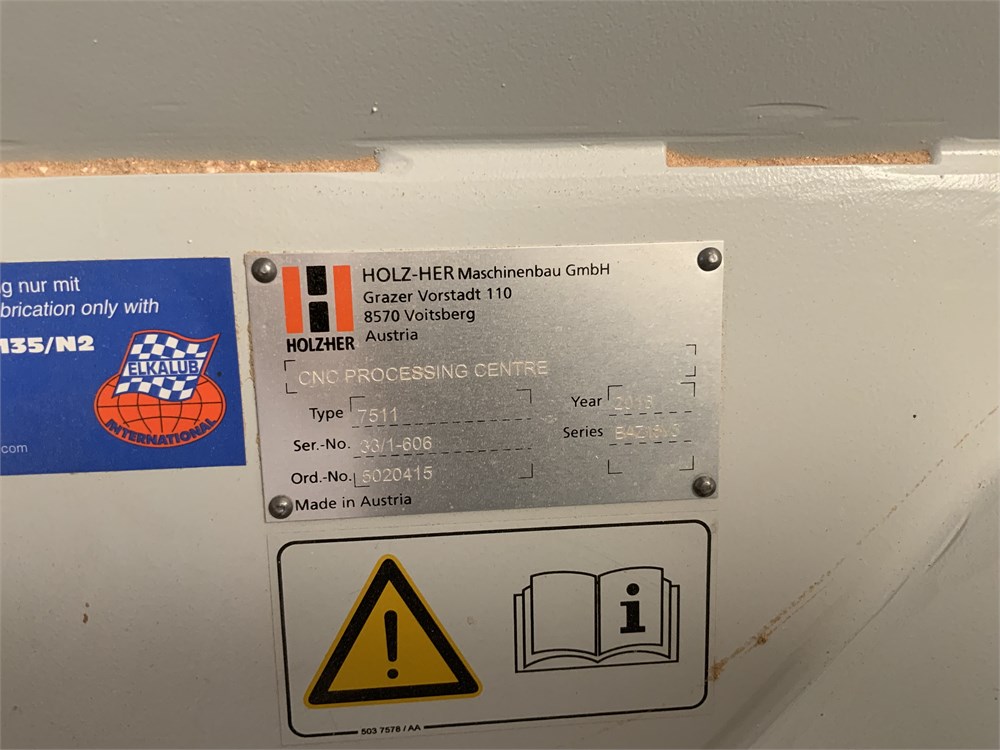 g nur mit
brication only with
135/N2
ELKALUB
INTERNATIONAL
com
HOLZ-HER Maschinenbau GmbH
Grazer Vorstadt 110
8570 Voitsberg
Austria
HOLZHER
CNC PROCESSING CENTRE
Type 7511
Year
Ser.-No. 33/1-606
Series
Ord.-No. 5020415
Made in Austria
503 7578 / AA